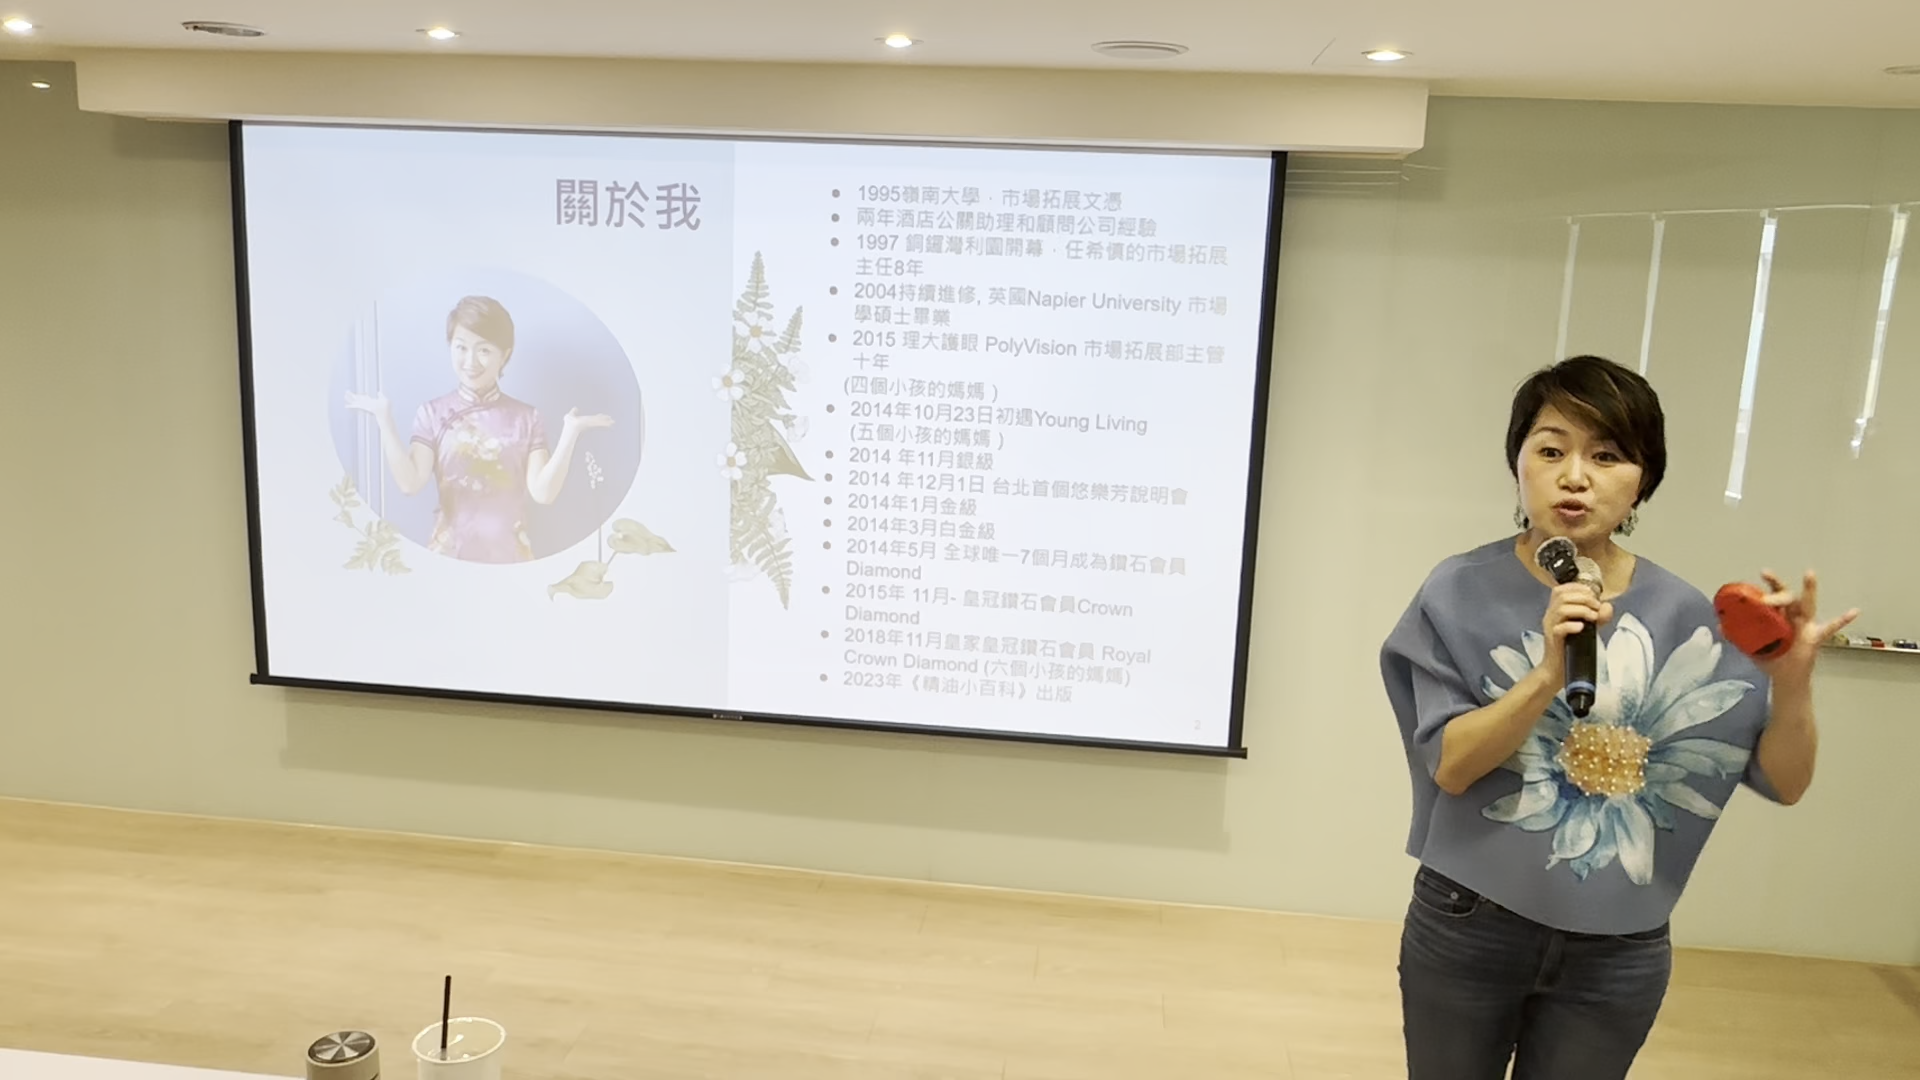 關於我
1995嶺南大學，市場拓展文憑
兩年酒店公關助理和顧問公司經驗
1997 銅鑼灣利園開幕，任希慎的市場拓展
主任8年
2004持續進修, 英國Napier University 市場
學碩士畢業
2015 理大護眼 PolyVision 市場拓展部主管
十年
(四個小孩的媽媽 )
2014年10月23日初遇Young Living
(五個小孩的媽媽 )
2014 年11月銀級
2014 年12月1日 台北首個悠樂芳說明會
2014年1月金級
2014年3月白金級
2014年5月 全球唯一7個月成為鑽石會員
Diamond
2015年 11月- 皇冠鑽石會員Crown
Diamond
2018年11月皇家皇冠鑽石會員 Royal
Crown Diamond (六個小孩的媽媽)
2023年《精油小百科》出版
2